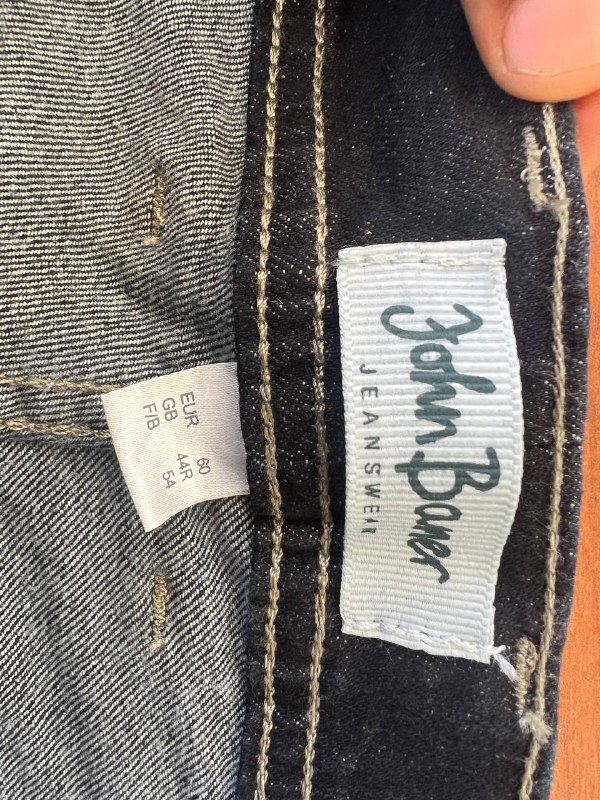 John Baner
JEANSWEAR
EUR 60
GB 44R
F/B 54